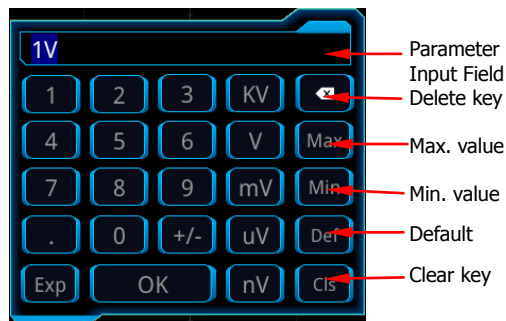 1V
Parameter
Input Field
1 2 3 KV
Delete key
4 5 6 V Max
Max. value
7 8 9 mV Min
Min. value
. 0 +/- uV Def
Default
Exp OK nV Cls
Clear key